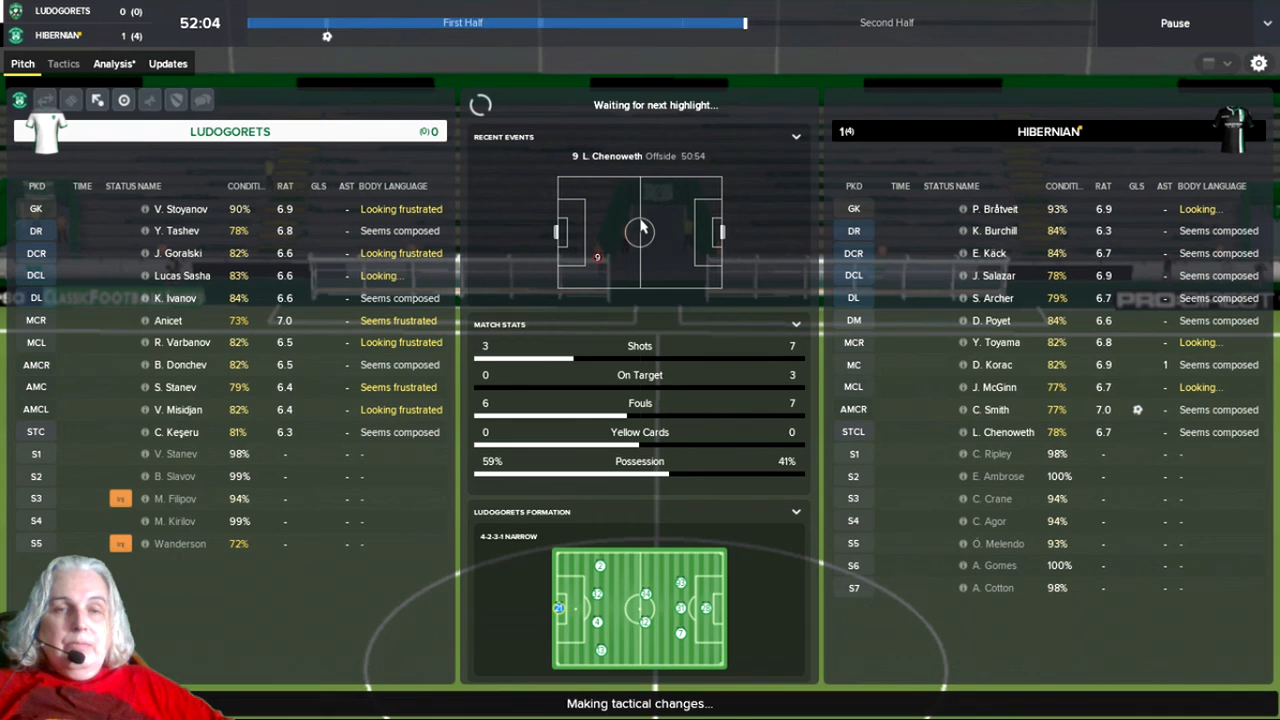 LUDOGORETS 0 (0)
HIBERNIAN 1 (4)
52:04
First Half
Second Half
Pause
Pitch Tactics Analysis* Updates
LUDOGORETS (0) 0
Waiting for next highlight...
1(4) HIBERNIAN
RECENT EVENTS
9 L. Chenoweth Offside 50:54
9
PKD TIME STATUS NAME CONDITI... RAT GLS AST BODY LANGUAGE
GK V. Stoyanov 90% 6.9 - Looking frustrated
DR Y. Tashev 78% 6.8 - Seems composed
DCR J. Goralski 82% 6.6 - Looking frustrated
DCL Lucas Sasha 83% 6.6 - Looking...
DL K. Ivanov 84% 6.6 - Seems composed
MCR Anicet 73% 7.0 - Seems frustrated
MCL R. Varbanov 82% 6.5 - Looking frustrated
AMCR B. Donchev 82% 6.5 - Seems composed
AMC S. Stanev 79% 6.4 - Seems frustrated
AMCL V. Misidjan 82% 6.4 - Looking frustrated
STC C. Keșeru 81% 6.3 - Seems composed
S1 V. Stanev 98% - - -
S2 B. Slavov 99% - - -
S3 Inj M. Filipov 94% - - -
S4 M. Kirilov 99% - - -
S5 Inj Wanderson 72% - - -
MATCH STATS
3 Shots 7
0 On Target 3
6 Fouls 7
0 Yellow Cards 0
59% Possession 41%
LUDOGORETS FORMATION
4-2-3-1 NARROW
PKD TIME STATUS NAME CONDITI... RAT GLS AST BODY LANGUAGE
GK P. Bråtveit 93% 6.9 - Looking...
DR K. Burchill 84% 6.3 - Seems composed
DCR E. Käck 84% 6.7 - Seems composed
DCL J. Salazar 78% 6.9 - Seems composed
DL S. Archer 79% 6.7 - Seems composed
DM D. Poyet 84% 6.6 - Seems composed
MCR Y. Toyama 82% 6.8 - Looking...
MC D. Korac 82% 6.9 1 Seems composed
MCL J. McGinn 77% 6.7 - Looking...
AMCR C. Smith 77% 7.0 - Seems composed
STCL L. Chenoweth 78% 6.7 - Seems composed
S1 C. Ripley 98% - - -
S2 E. Ambrose 100% - - -
S3 C. Crane 94% - - -
S4 C. Agor 94% - - -
S5 Ó. Melendo 93% - - -
S6 A. Gomes 100% - - -
S7 A. Cotton 98% - - -
Making tactical changes...